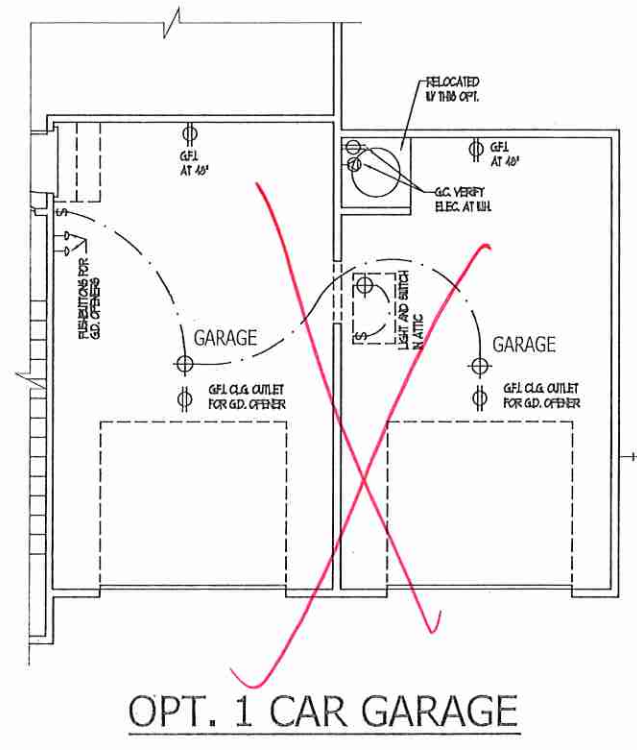 RELOCATED
W/ THIS OPT.
G.F.I.
AT 48"
G.F.I.
AT 48"
G.C. VERIFY
ELEC. AT W.H.
S
PUSHBUTTONS FOR
G.D. OPENERS
LIGHT AND SWITCH
IN ATTIC
S
GARAGE
GARAGE
G.F.I. CLG. OUTLET
FOR G.D. OPENER
G.F.I. CLG. OUTLET
FOR G.D. OPENER
OPT. 1 CAR GARAGE